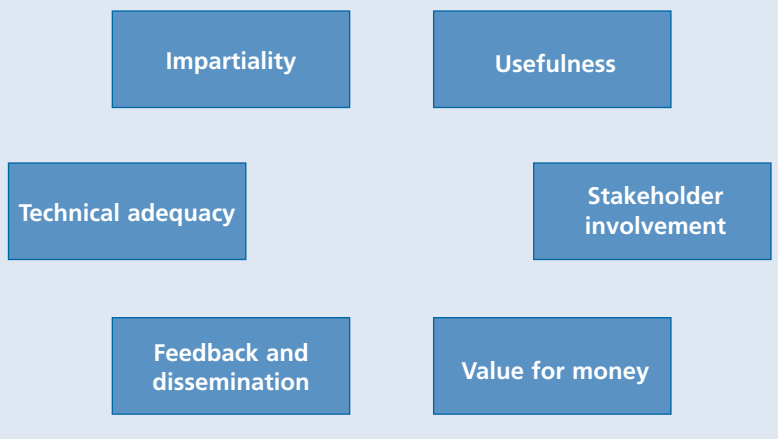 Impartiality
Usefulness
Technical adequacy
Stakeholder
involvement
Feedback and
dissemination
Value for money